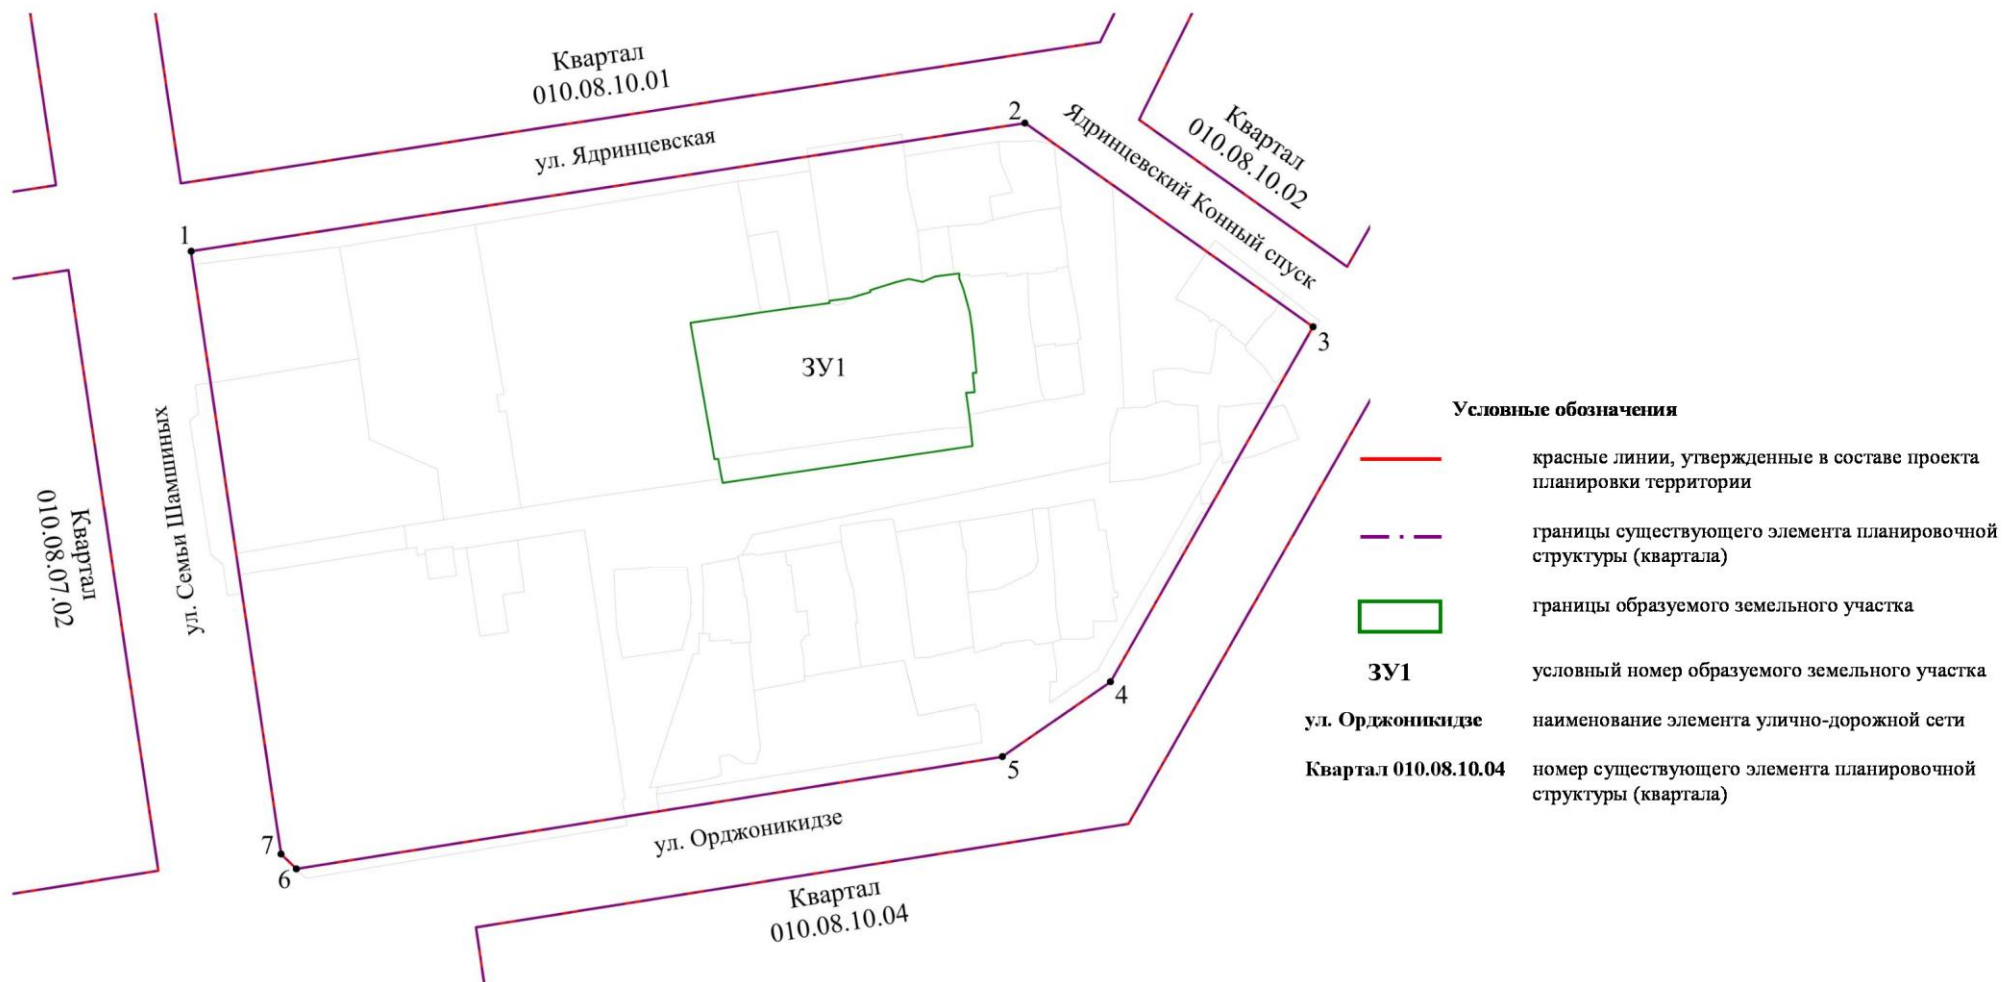 Квартал
010.08.10.01
ул. Ядринцевская
2
Ядринцевский Конный спуск
Квартал
010.08.10.02
1
3
ЗУ1
ул. Семьи Шамшиных
Квартал
010.08.07.02
4
5
7
6
ул. Орджоникидзе
Квартал
010.08.10.04
Условные обозначения
красные линии, утвержденные в составе проекта
планировки территории
границы существующего элемента планировочной
структуры (квартала)
границы образуемого земельного участка
ЗУ1 условный номер образуемого земельного участка
ул. Орджоникидзе наименование элемента улично-дорожной сети
Квартал 010.08.10.04 номер существующего элемента планировочной
структуры (квартала)